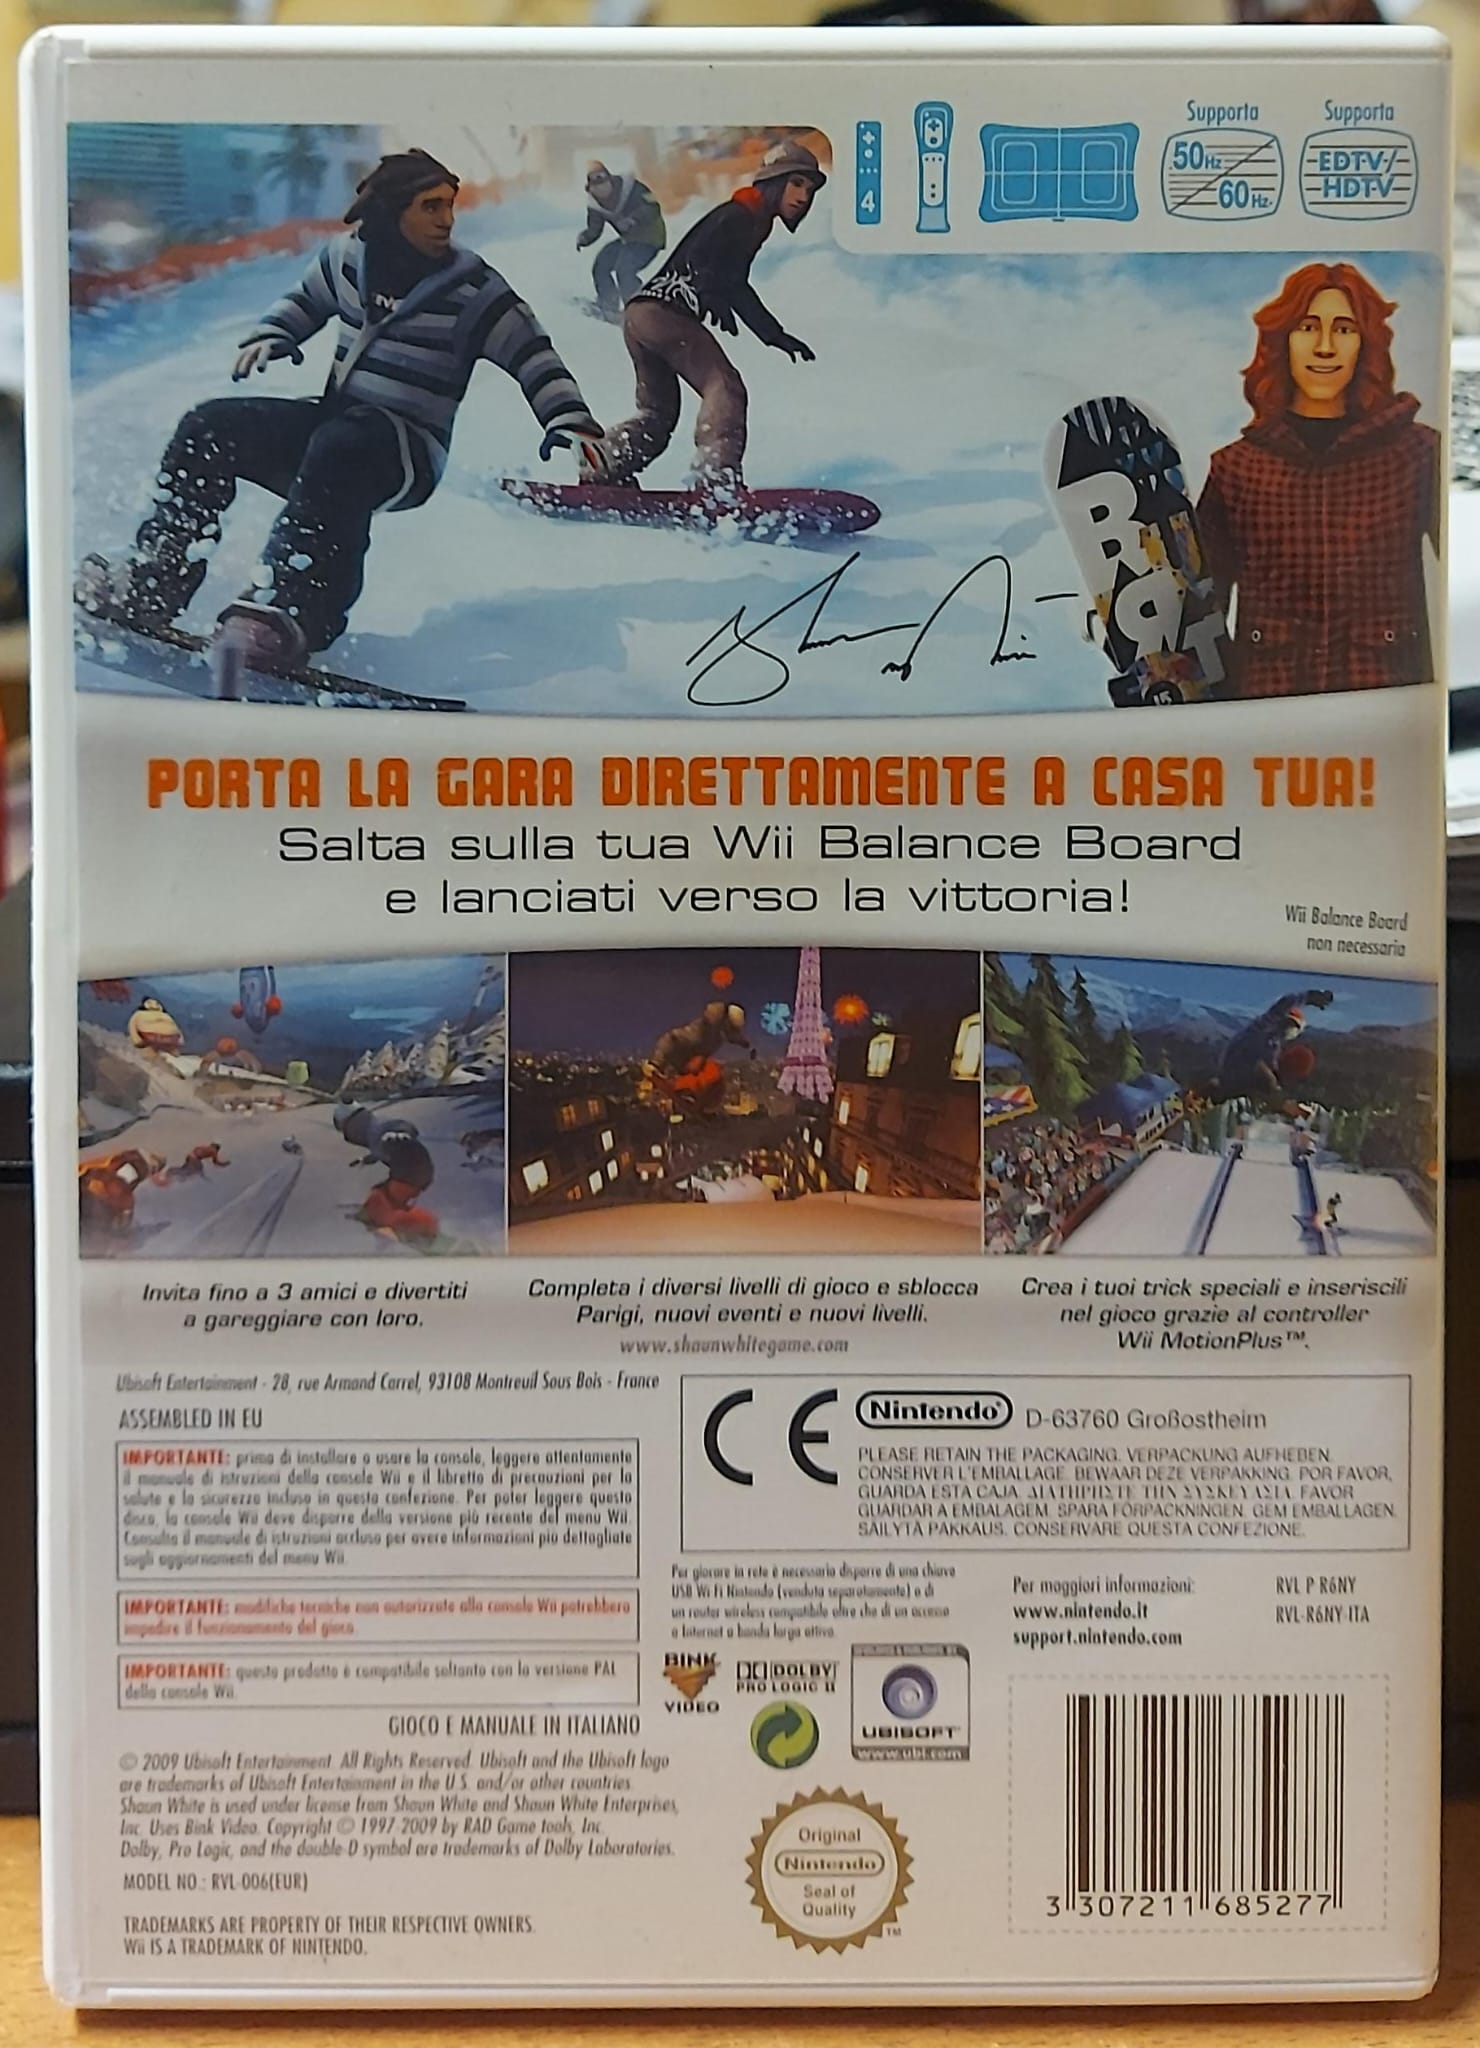 Supporta
50Hz
60Hz
Supporta
EDTV/
HDTV
4
PORTA LA GARA DIRETTAMENTE A CASA TUA!
Salta sulla tua Wii Balance Board
e lanciati verso la vittoria!
Wii Balance Board
non necessaria
Invita fino a 3 amici e divertiti
a gareggiare con loro.
Completa i diversi livelli di gioco e sblocca
Parigi, nuovi eventi e nuovi livelli.
www.shaunwhitegame.com
Crea i tuoi trick speciali e inseriscili
nel gioco grazie al controller
Wii MotionPlus™.
Ubisoft Entertainment - 28, rue Armand Carrel, 93108 Montreuil Sous Bois - France
ASSEMBLED IN EU
IMPORTANTE: prima di installare o usare la console, leggere attentamente
il manuale di istruzioni della console Wii e il libretto di precauzioni per la
salute e la sicurezza incluso in questa confezione. Per poter leggere questo
disco, la console Wii deve disporre della versione più recente del menu Wii.
Consulta il manuale di istruzioni accluso per avere informazioni più dettagliate
sugli aggiornamenti del menu Wii.
IMPORTANTE: modifiche tecniche non autorizzate alla console Wii potrebbero
impedire il funzionamento del gioco.
IMPORTANTE: questo prodotto è compatibile soltanto con la versione PAL
della console Wii.
GIOCO E MANUALE IN ITALIANO
© 2009 Ubisoft Entertainment. All Rights Reserved. Ubisoft and the Ubisoft logo
are trademarks of Ubisoft Entertainment in the U.S. and/or other countries.
Shaun White is used under license from Shaun White and Shaun White Enterprises,
Inc. Uses Bink Video. Copyright © 1997-2009 by RAD Game tools, Inc.
Dolby, Pro Logic, and the double-D symbol are trademarks of Dolby Laboratories.
MODEL NO.: RVL-006(EUR)
TRADEMARKS ARE PROPERTY OF THEIR RESPECTIVE OWNERS.
Wii IS A TRADEMARK OF NINTENDO.
CE
Nintendo® D-63760 Großostheim
PLEASE RETAIN THE PACKAGING. VERPACKUNG AUFHEBEN.
CONSERVER L'EMBALLAGE. BEWAAR DEZE VERPAKKING. POR FAVOR,
GUARDA ESTA CAJA. ΔΙΑΤΗΡΗΣΤΕ ΤΗΝ ΣΥΣΚΕΥΑΣΙΑ. FAVOR
GUARDAR A EMBALAGEM. SPARA FÖRPACKNINGEN. GEM EMBALLAGEN.
SÄILYTÄ PAKKAUS. CONSERVARE QUESTA CONFEZIONE.
Per giocare in rete è necessario disporre di una chiave
USB Wi-Fi Nintendo (venduta separatamente) o di
un router wireless compatibile oltre che di un accesso
a Internet a banda larga attivo.
Per maggiori informazioni:
www.nintendo.it
support.nintendo.com
RVL P R6NY
RVL-R6NY-ITA
BINK
VIDEO
DOLBY
PRO LOGIC II
UBISOFT™
www.ubi.com
Original
Nintendo
Seal of
Quality
™
3 307211 685277